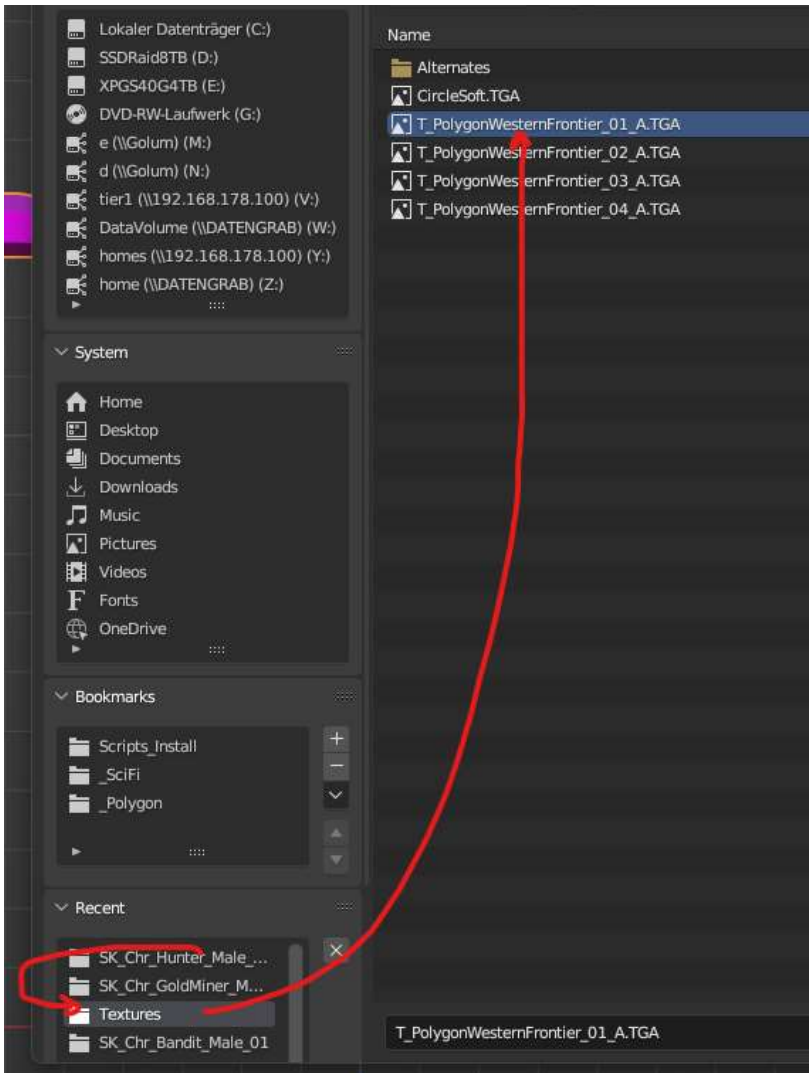 Lokaler Datenträger (C:)
SSDRaid8TB (D:)
XPGS40G4TB (E:)
DVD-RW-Laufwerk (G:)
e (\\Golum) (M:)
d (\\Golum) (N:)
tier1 (\\192.168.178.100) (V:)
DataVolume (\\DATENGRAB) (W:)
homes (\\192.168.178.100) (Y:)
home (\\DATENGRAB) (Z:)
System
Home
Desktop
Documents
Downloads
Music
Pictures
Videos
Fonts
OneDrive
Bookmarks
Scripts_Install
_SciFi
_Polygon
Recent
SK_Chr_Hunter_Male_...
SK_Chr_GoldMiner_M...
Textures
SK_Chr_Bandit_Male_01
Name
Alternates
CircleSoft.TGA
T_PolygonWesternFrontier_01_A.TGA
T_PolygonWesternFrontier_02_A.TGA
T_PolygonWesternFrontier_03_A.TGA
T_PolygonWesternFrontier_04_A.TGA
T_PolygonWesternFrontier_01_A.TGA